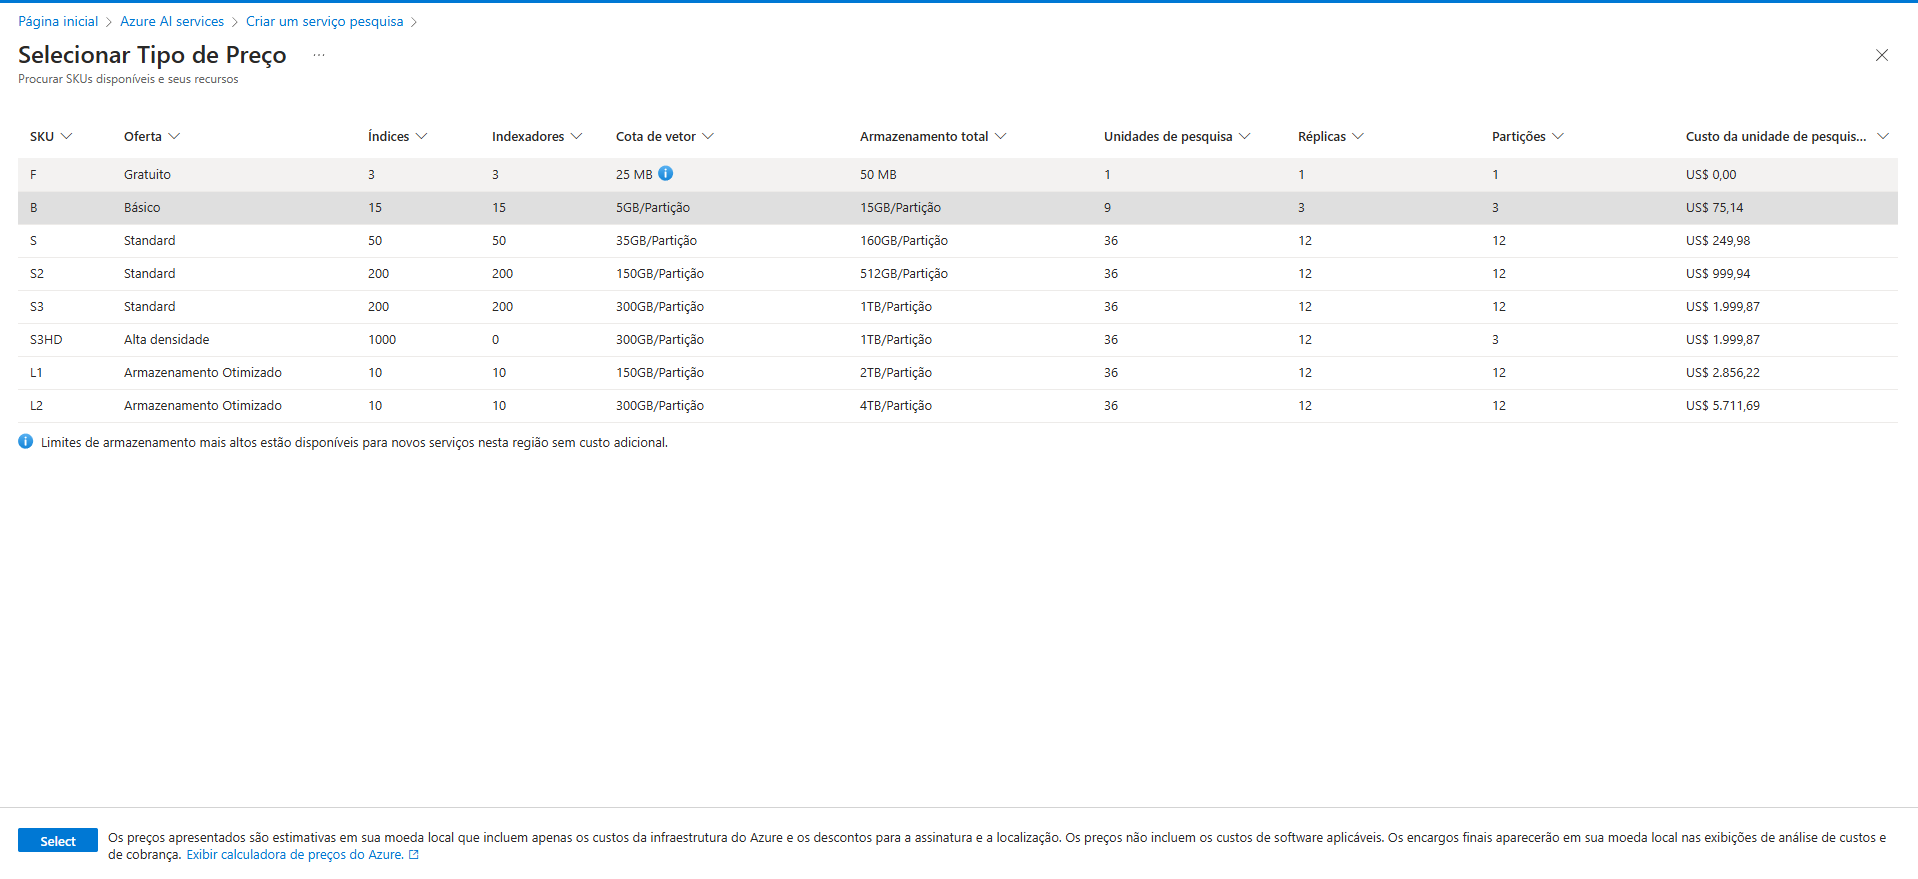 Página inicial > Azure AI services > Criar um serviço pesquisa >
Selecionar Tipo de Preço ...
Procurar SKUs disponíveis e seus recursos
SKU Oferta Índices Indexadores Cota de vetor Armazenamento total Unidades de pesquisa Réplicas Partições Custo da unidade de pesquis...
F Gratuito 3 3 25 MB 50 MB 1 1 1 US$ 0,00
B Básico 15 15 5GB/Partição 15GB/Partição 9 3 3 US$ 75,14
S Standard 50 50 35GB/Partição 160GB/Partição 36 12 12 US$ 249,98
S2 Standard 200 200 150GB/Partição 512GB/Partição 36 12 12 US$ 999,94
S3 Standard 200 200 300GB/Partição 1TB/Partição 36 12 12 US$ 1.999,87
S3HD Alta densidade 1000 0 300GB/Partição 1TB/Partição 36 12 3 US$ 1.999,87
L1 Armazenamento Otimizado 10 10 150GB/Partição 2TB/Partição 36 12 12 US$ 2.856,22
L2 Armazenamento Otimizado 10 10 300GB/Partição 4TB/Partição 36 12 12 US$ 5.711,69
Limites de armazenamento mais altos estão disponíveis para novos serviços nesta região sem custo adicional.
Select
Os preços apresentados são estimativas em sua moeda local que incluem apenas os custos da infraestrutura do Azure e os descontos para a assinatura e a localização. Os preços não incluem os custos de software aplicáveis. Os encargos finais aparecerão em sua moeda local nas exibições de análise de custos e
de cobrança. Exibir calculadora de preços do Azure.